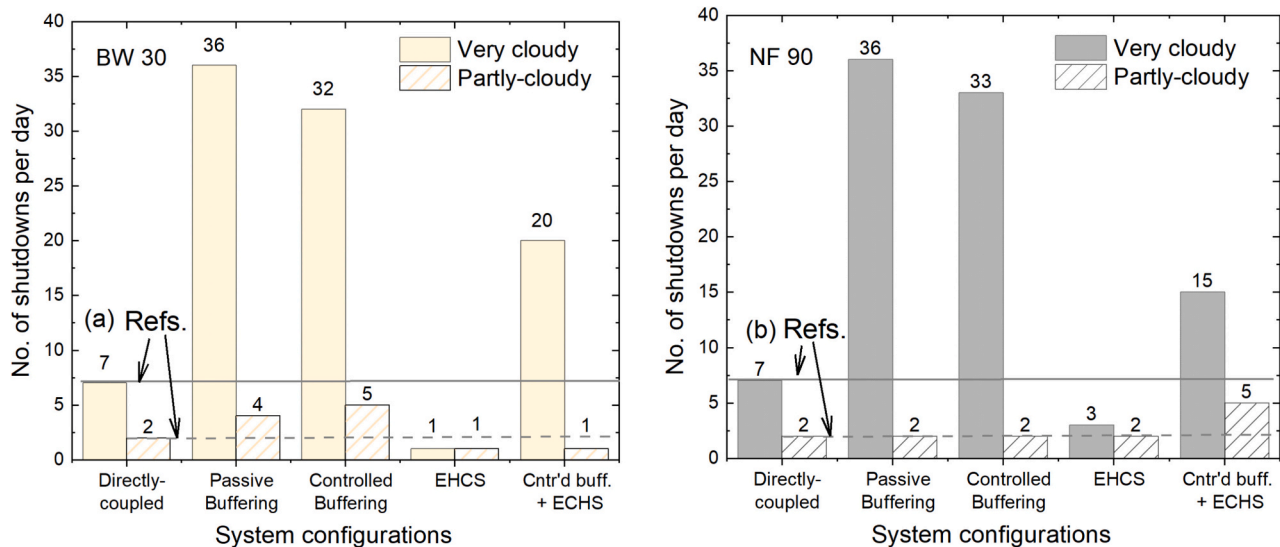 No. of shutdowns per day
40
35
30
25
20
15
10
5
0
BW 30
Very cloudy
Partly-cloudy
36
32
20
(a) Refs.
7
2
4
5
1
1
1
Directly-
coupled
Passive
Buffering
Controlled
Buffering
EHCS
Cntr'd buff.
+ ECHS
System configurations
No. of shutdowns per day
40
35
30
25
20
15
10
5
0
NF 90
Very cloudy
Partly-cloudy
36
33
15
(b) Refs.
7
2
2
2
3
2
5
Directly-
coupled
Passive
Buffering
Controlled
Buffering
EHCS
Cntr'd buff.
+ ECHS
System configurations